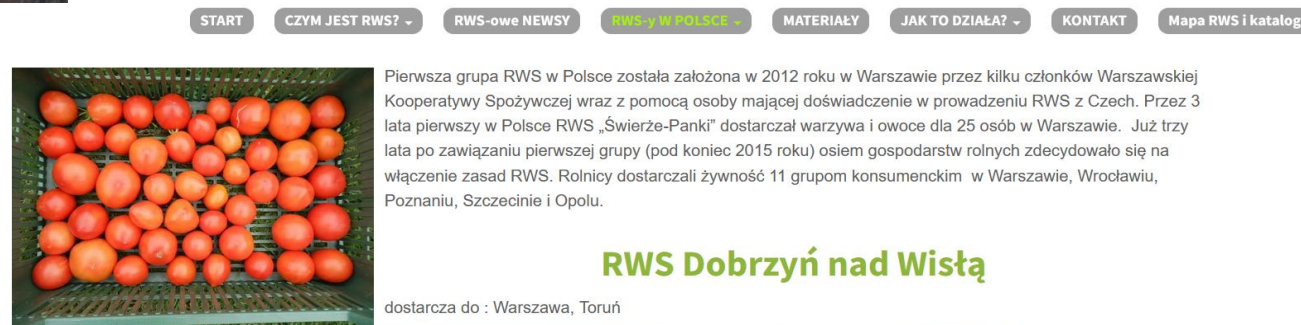 START CZYM JEST RWS? RWS-owe NEWSY RWS-y W POLSCE MATERIAŁY JAK TO DZIAŁA? KONTAKT Mapa RWS i katalog
Pierwsza grupa RWS w Polsce została założona w 2012 roku w Warszawie przez kilku członków Warszawskiej
Kooperatywy Spożywczej wraz z pomocą osoby mającej doświadczenie w prowadzeniu RWS z Czech. Przez 3
lata pierwszy w Polsce RWS „Świerże-Panki” dostarczał warzywa i owoce dla 25 osób w Warszawie. Już trzy
lata po zawiązaniu pierwszej grupy (pod koniec 2015 roku) osiem gospodarstw rolnych zdecydowało się na
włączenie zasad RWS. Rolnicy dostarczali żywność 11 grupom konsumenckim w Warszawie, Wrocławiu,
Poznaniu, Szczecinie i Opolu.
RWS Dobrzyń nad Wisłą
dostarcza do : Warszawa, Toruń